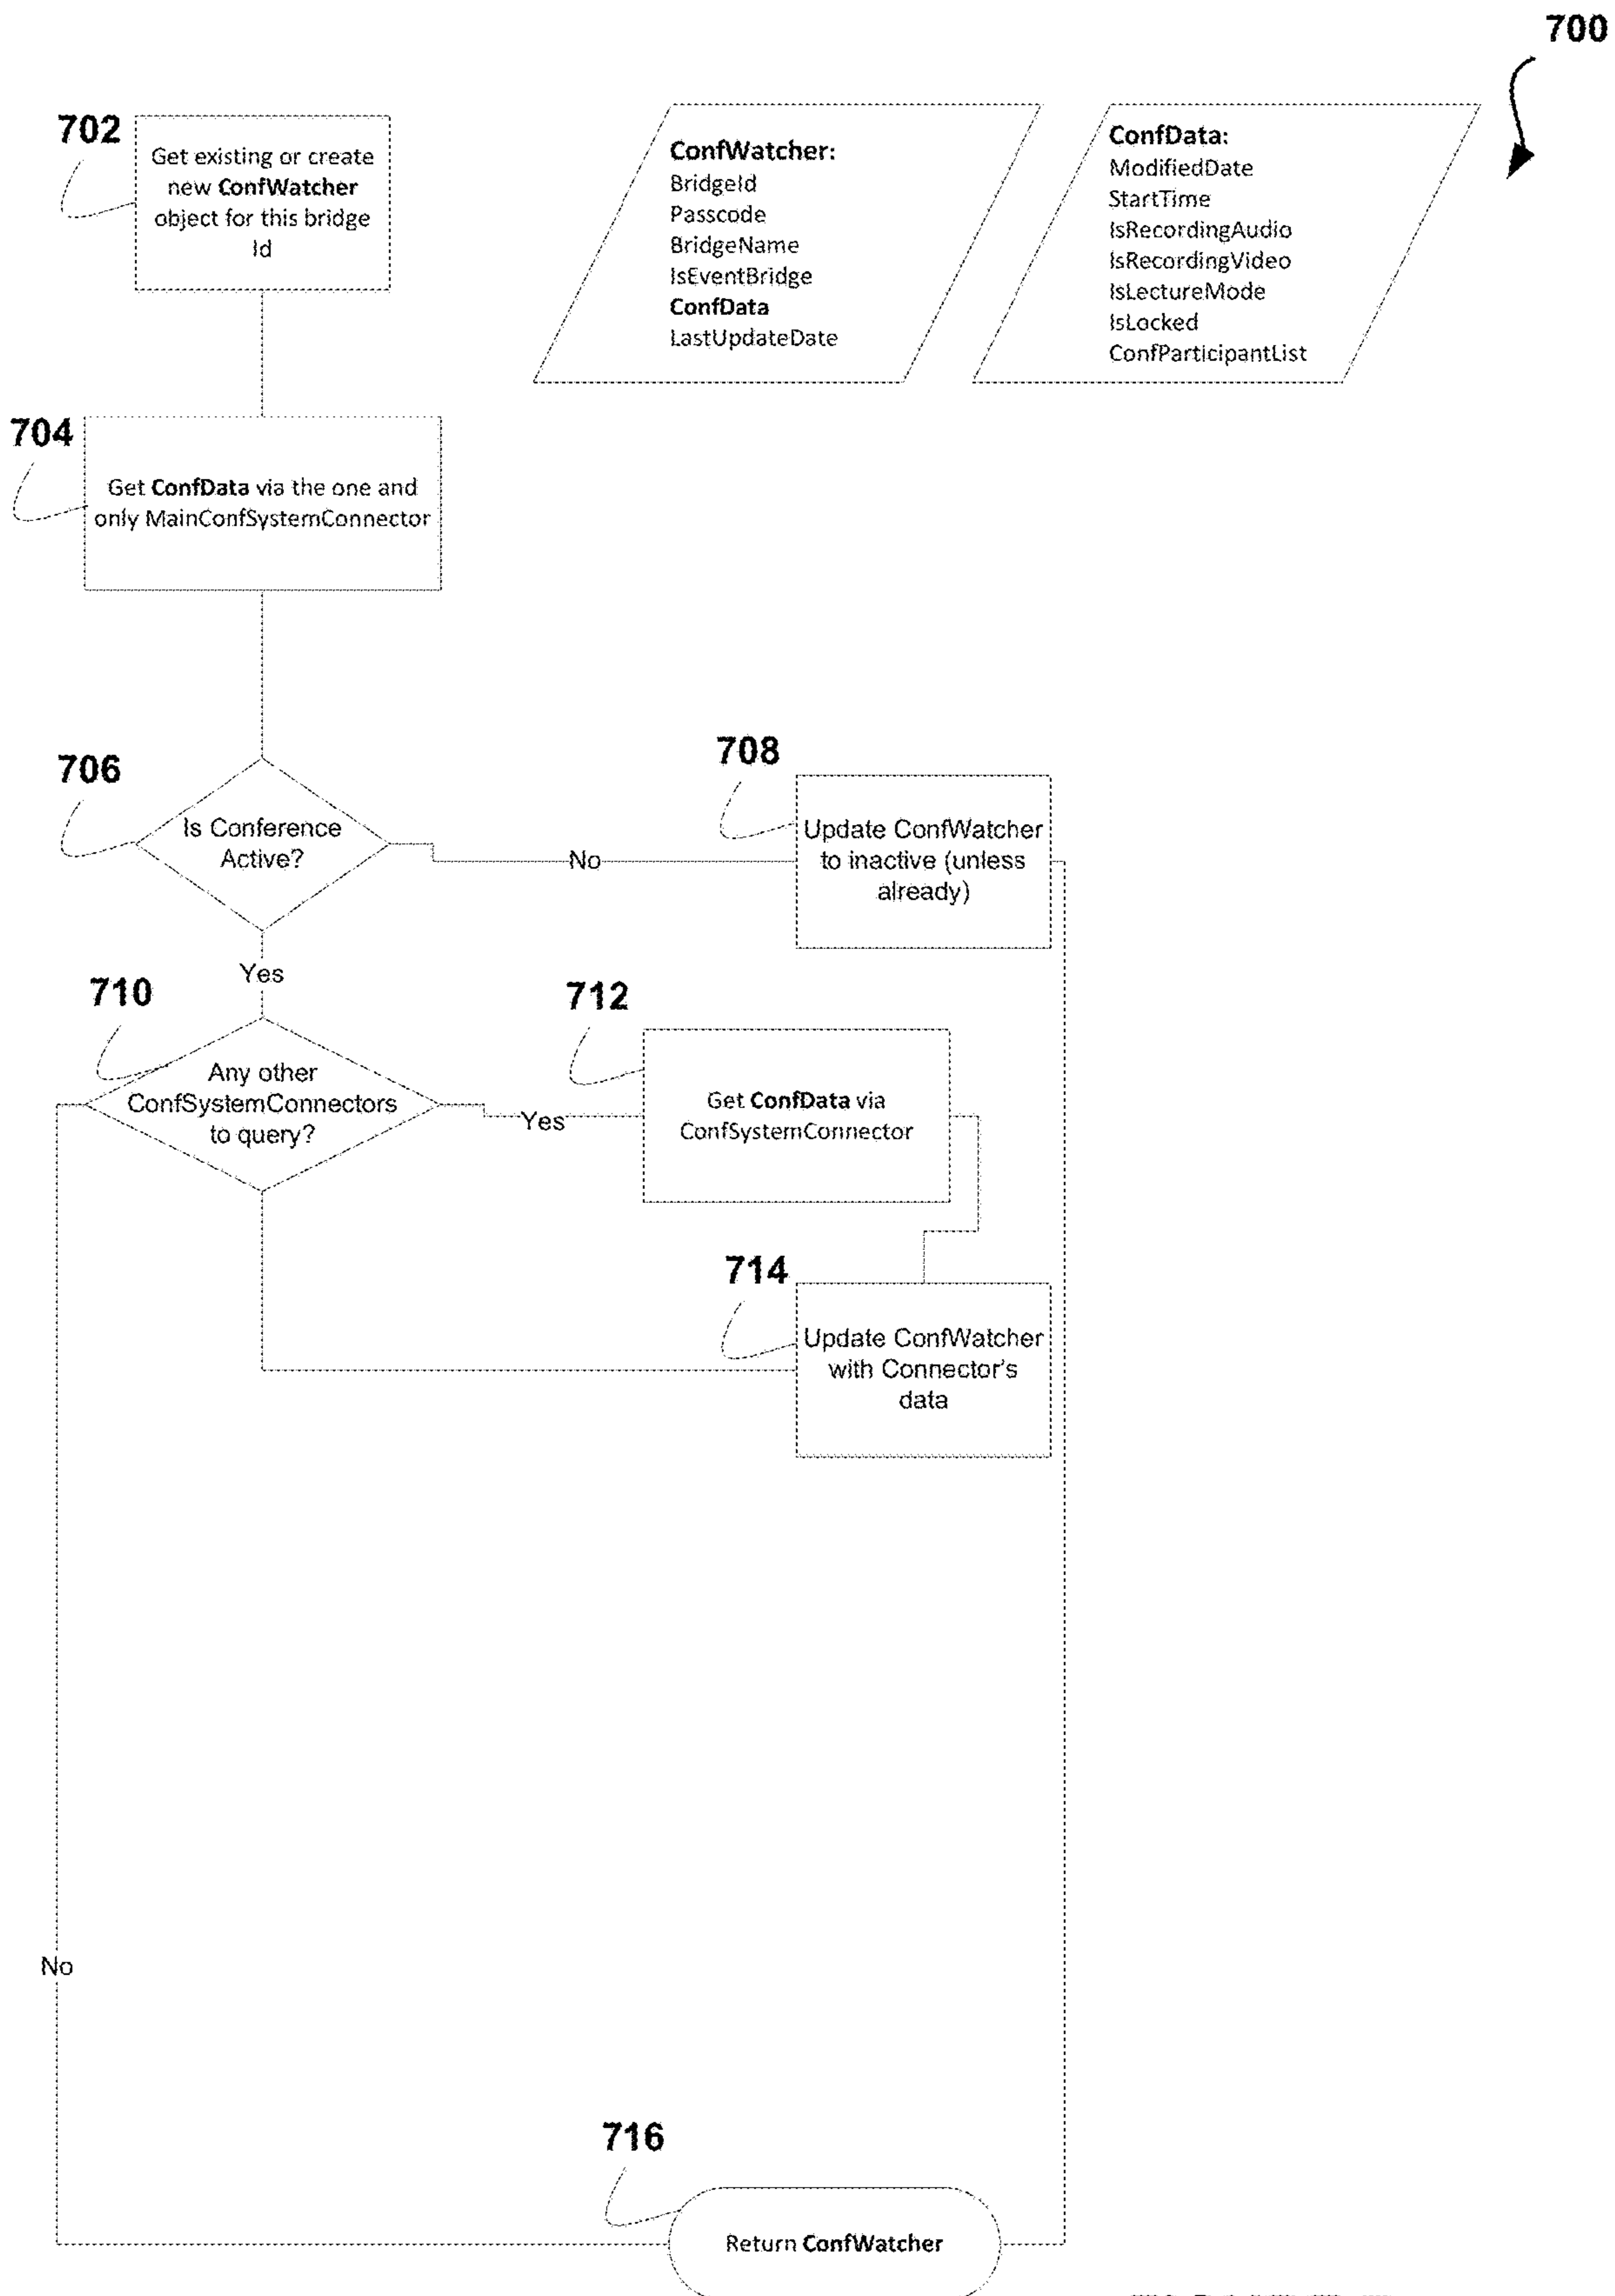 700
702
Get existing or create
new ConfWatcher
object for this bridge
Id
ConfWatcher:
BridgeId
Passcode
BridgeName
IsEventBridge
ConfData
LastUpdateDate
ConfData:
ModifiedDate
StartTime
IsRecordingAudio
IsRecordingVideo
IsLectureMode
IsLocked
ConfParticipantList
704
Get ConfData via the one and
only MainConfSystemConnector
706
Is Conference
Active?
No
708
Update ConfWatcher
to inactive (unless
already)
Yes
710
Any other
ConfSystemConnectors
to query?
Yes
712
Get ConfData via
ConfSystemConnector
714
Update ConfWatcher
with Connector's
data
No
716
Return ConfWatcher